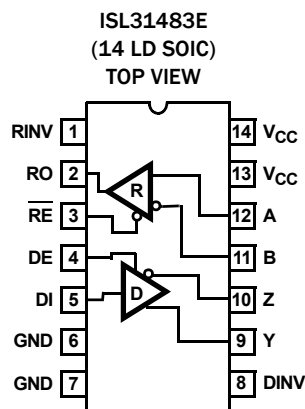 ISL31483E
(14 LD SOIC)
TOP VIEW
RINV 1
14 VCC
RO 2
13 VCC
R
RE 3
12 A
DE 4
11 B
DI 5
D
10 Z
GND 6
9 Y
GND 7
8 DINV